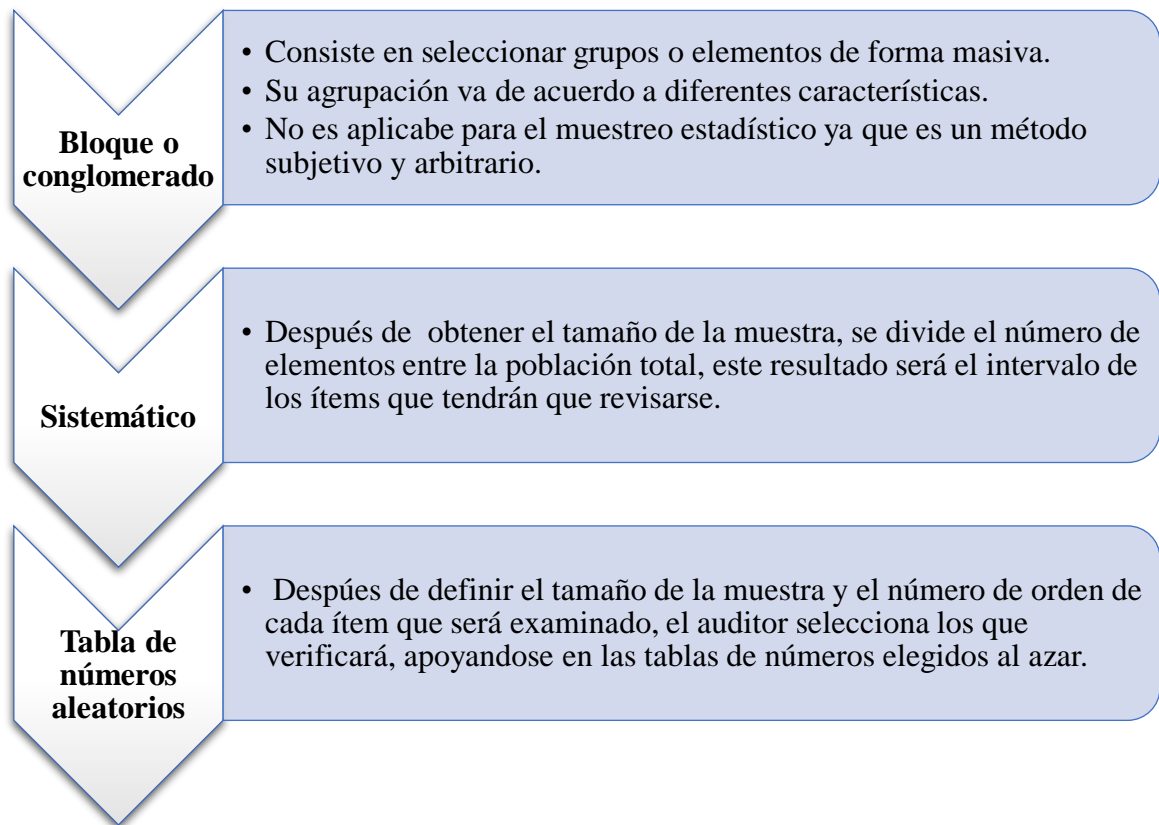 Bloque o
conglomerado
• Consiste en seleccionar grupos o elementos de forma masiva.
• Su agrupación va de acuerdo a diferentes características.
• No es aplicabe para el muestreo estadístico ya que es un método
subjetivo y arbitrario.
Sistemático
• Después de obtener el tamaño de la muestra, se divide el número de
elementos entre la población total, este resultado será el intervalo de
los ítems que tendrán que revisarse.
Tabla de
números
aleatorios
• Despúes de definir el tamaño de la muestra y el número de orden de
cada ítem que será examinado, el auditor selecciona los que
verificará, apoyandose en las tablas de números elegidos al azar.